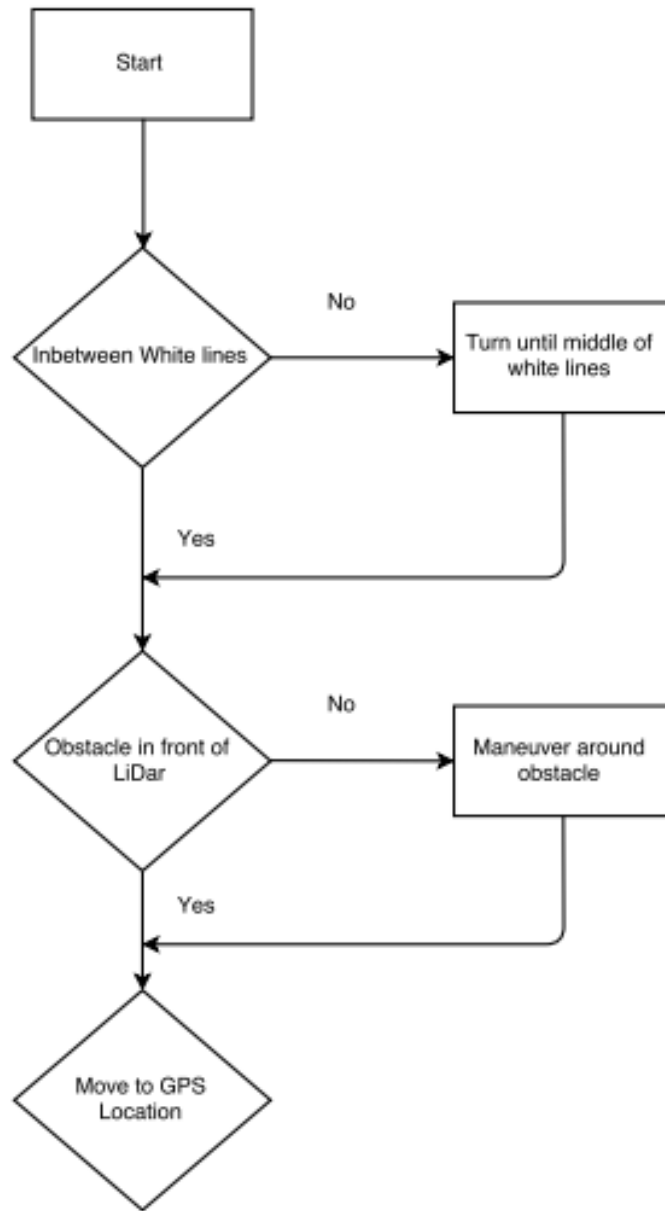 Start
Inbetween White lines
No
Turn until middle of
white lines
Yes
Obstacle in front of
LiDar
No
Maneuver around
obstacle
Yes
Move to GPS
Location